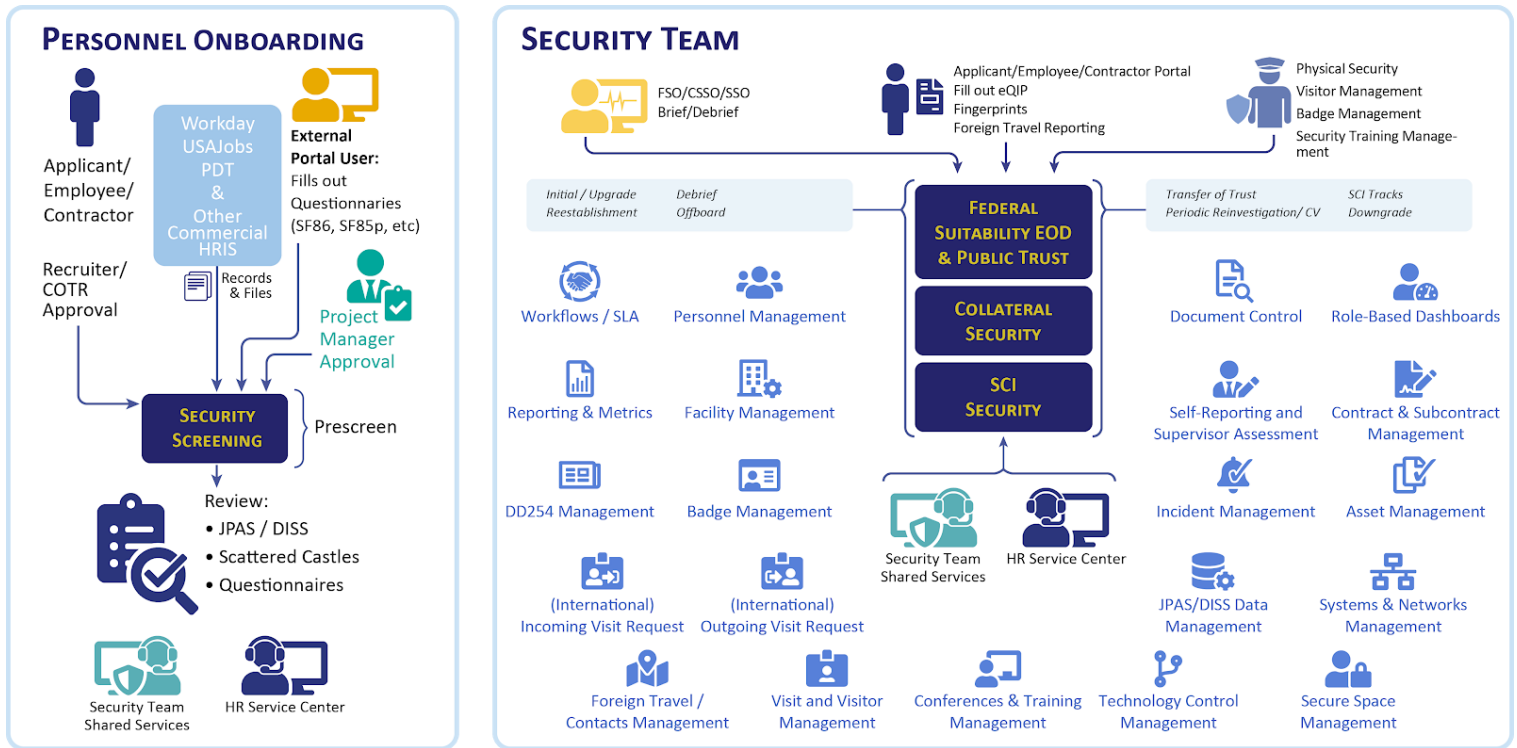 PERSONNEL ONBOARDING
Applicant/
Employee/
Contractor
Workday
USAJobs
PDT
&
Other
Commercial
HRIS
External
Portal User:
Fills out
Questionnaries
(SF86, SF85p, etc)
Recruiter/
COTR
Approval
Records
& Files
Project
Manager
Approval
SECURITY
SCREENING
Prescreen
Review:
• JPAS / DISS
• Scattered Castles
• Questionnaires
Security Team
Shared Services
HR Service Center
SECURITY TEAM
FSO/CSSO/SSO
Brief/Debrief
Applicant/Employee/Contractor Portal
Fill out eQIP
Fingerprints
Foreign Travel Reporting
Physical Security
Visitor Management
Badge Management
Security Training Manage-
ment
Initial / Upgrade
Reestablishment
Debrief
Offboard
FEDERAL
SUITABILITY EOD
& PUBLIC TRUST
COLLATERAL
SECURITY
SCI
SECURITY
Transfer of Trust
Periodic Reinvestigation/ CV
SCI Tracks
Downgrade
Workflows / SLA
Personnel Management
Document Control
Role-Based Dashboards
Reporting & Metrics
Facility Management
Self-Reporting and
Supervisor Assessment
Contract & Subcontract
Management
DD254 Management
Badge Management
Security Team
Shared Services
HR Service Center
Incident Management
Asset Management
(International)
Incoming Visit Request
(International)
Outgoing Visit Request
JPAS/DISS Data
Management
Systems & Networks
Management
Foreign Travel /
Contacts Management
Visit and Visitor
Management
Conferences & Training
Management
Technology Control
Management
Secure Space
Management